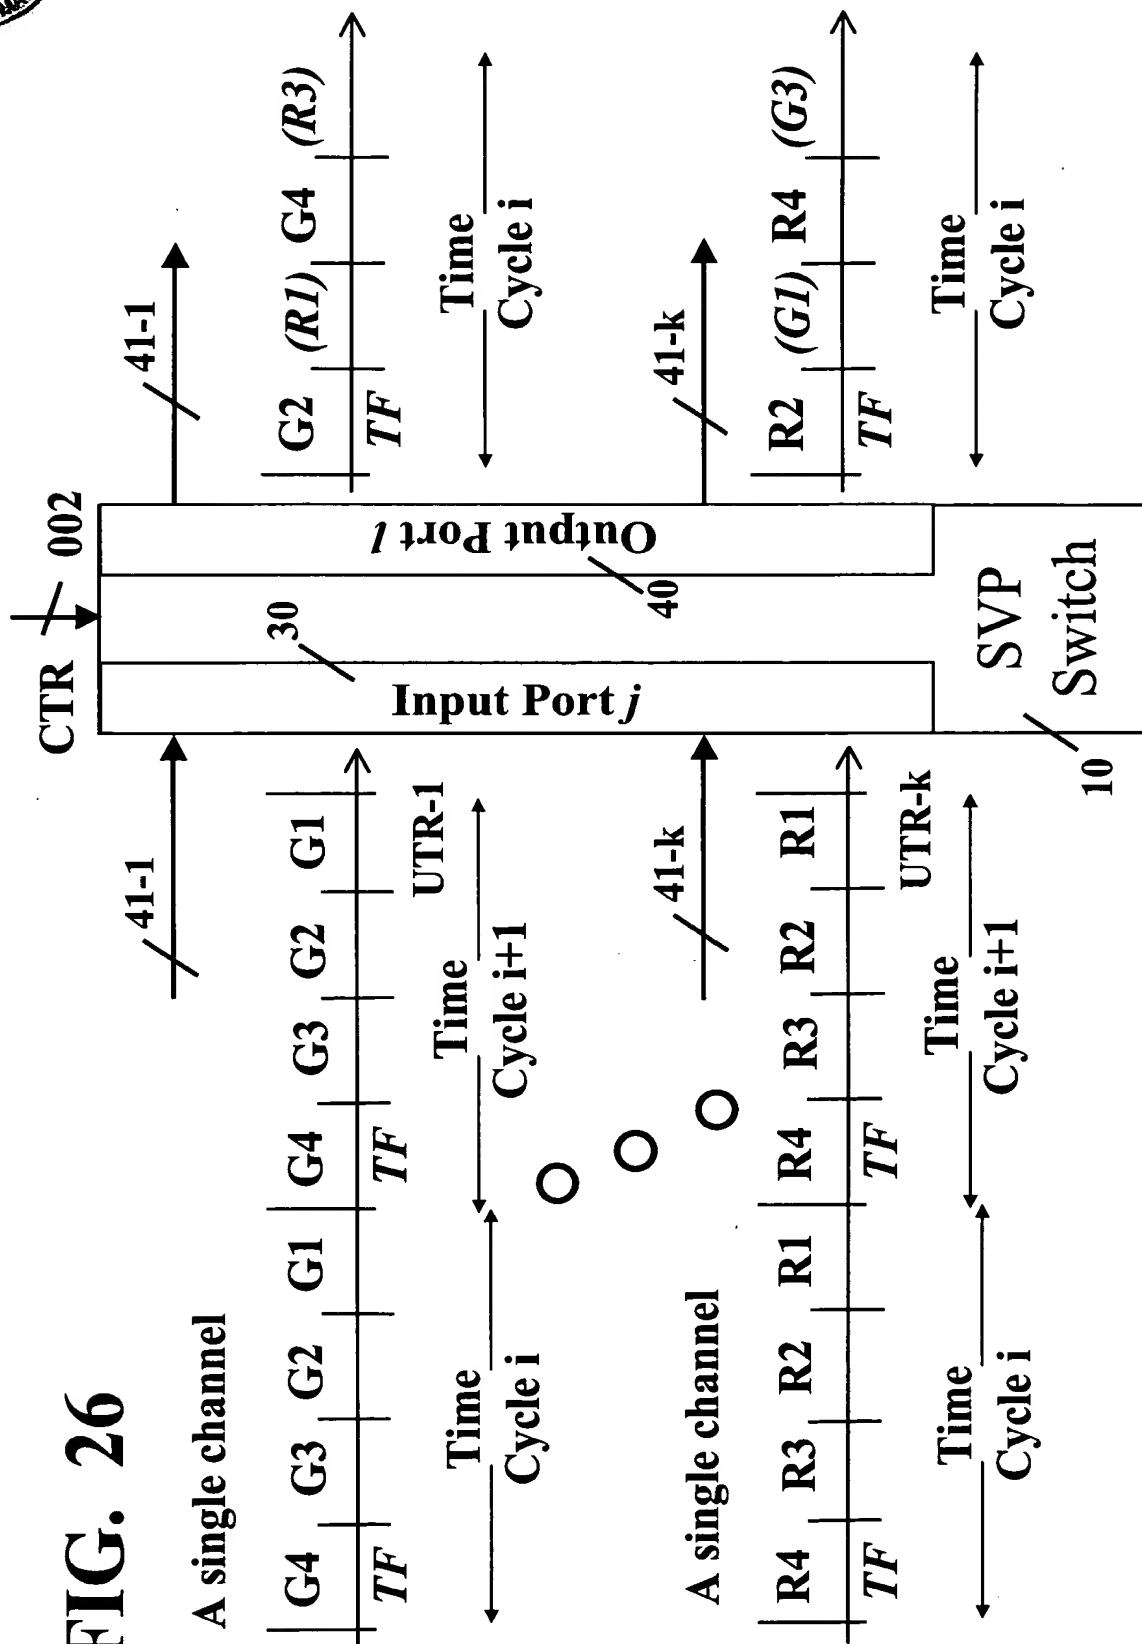 FIG. 26
CTR
002
A single channel
41-1
41-1
G4 G3 G2 G1 G4 G3 G2 G1
G2 (R1) G4 (R3)
TF
TF
UTR-1
TF
Time
Cycle i
Time
Cycle i+1
Time
Cycle i
30
Input Port j
Output Port l
40
A single channel
41-k
41-k
R4 R3 R2 R1 R4 R3 R2 R1
R2 (G1) R4 (G3)
TF
TF
UTR-k
TF
Time
Cycle i
Time
Cycle i+1
Time
Cycle i
SVP
Switch
10